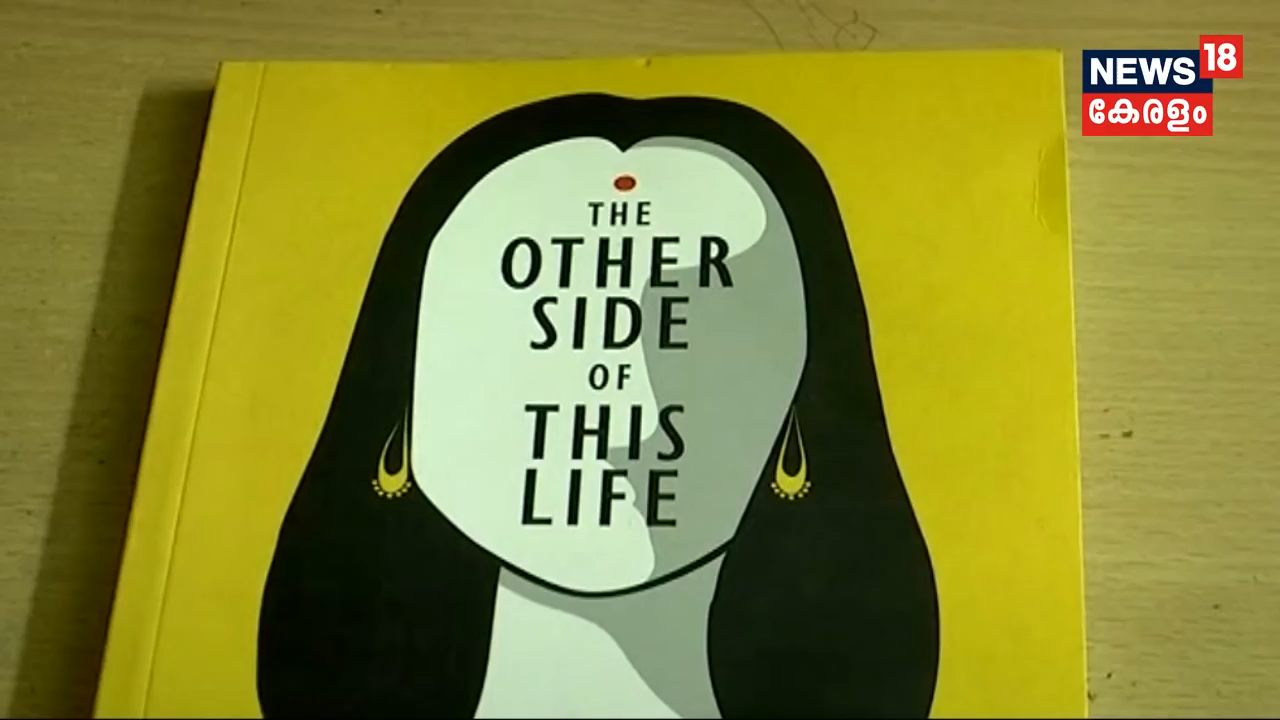 THE
OTHER
SIDE
OF
THIS
LIFE
NEWS 18
കേരളം